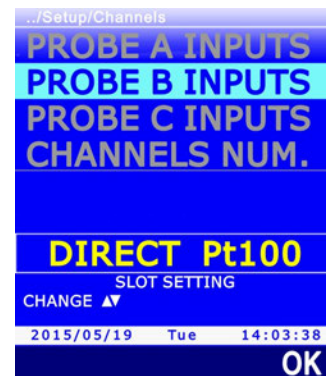 ../Setup/Channels
PROBE A INPUTS
PROBE B INPUTS
PROBE C INPUTS
CHANNELS NUM.
DIRECT Pt100
SLOT SETTING
CHANGE ▲▼
2015/05/19 Tue 14:03:38
OK